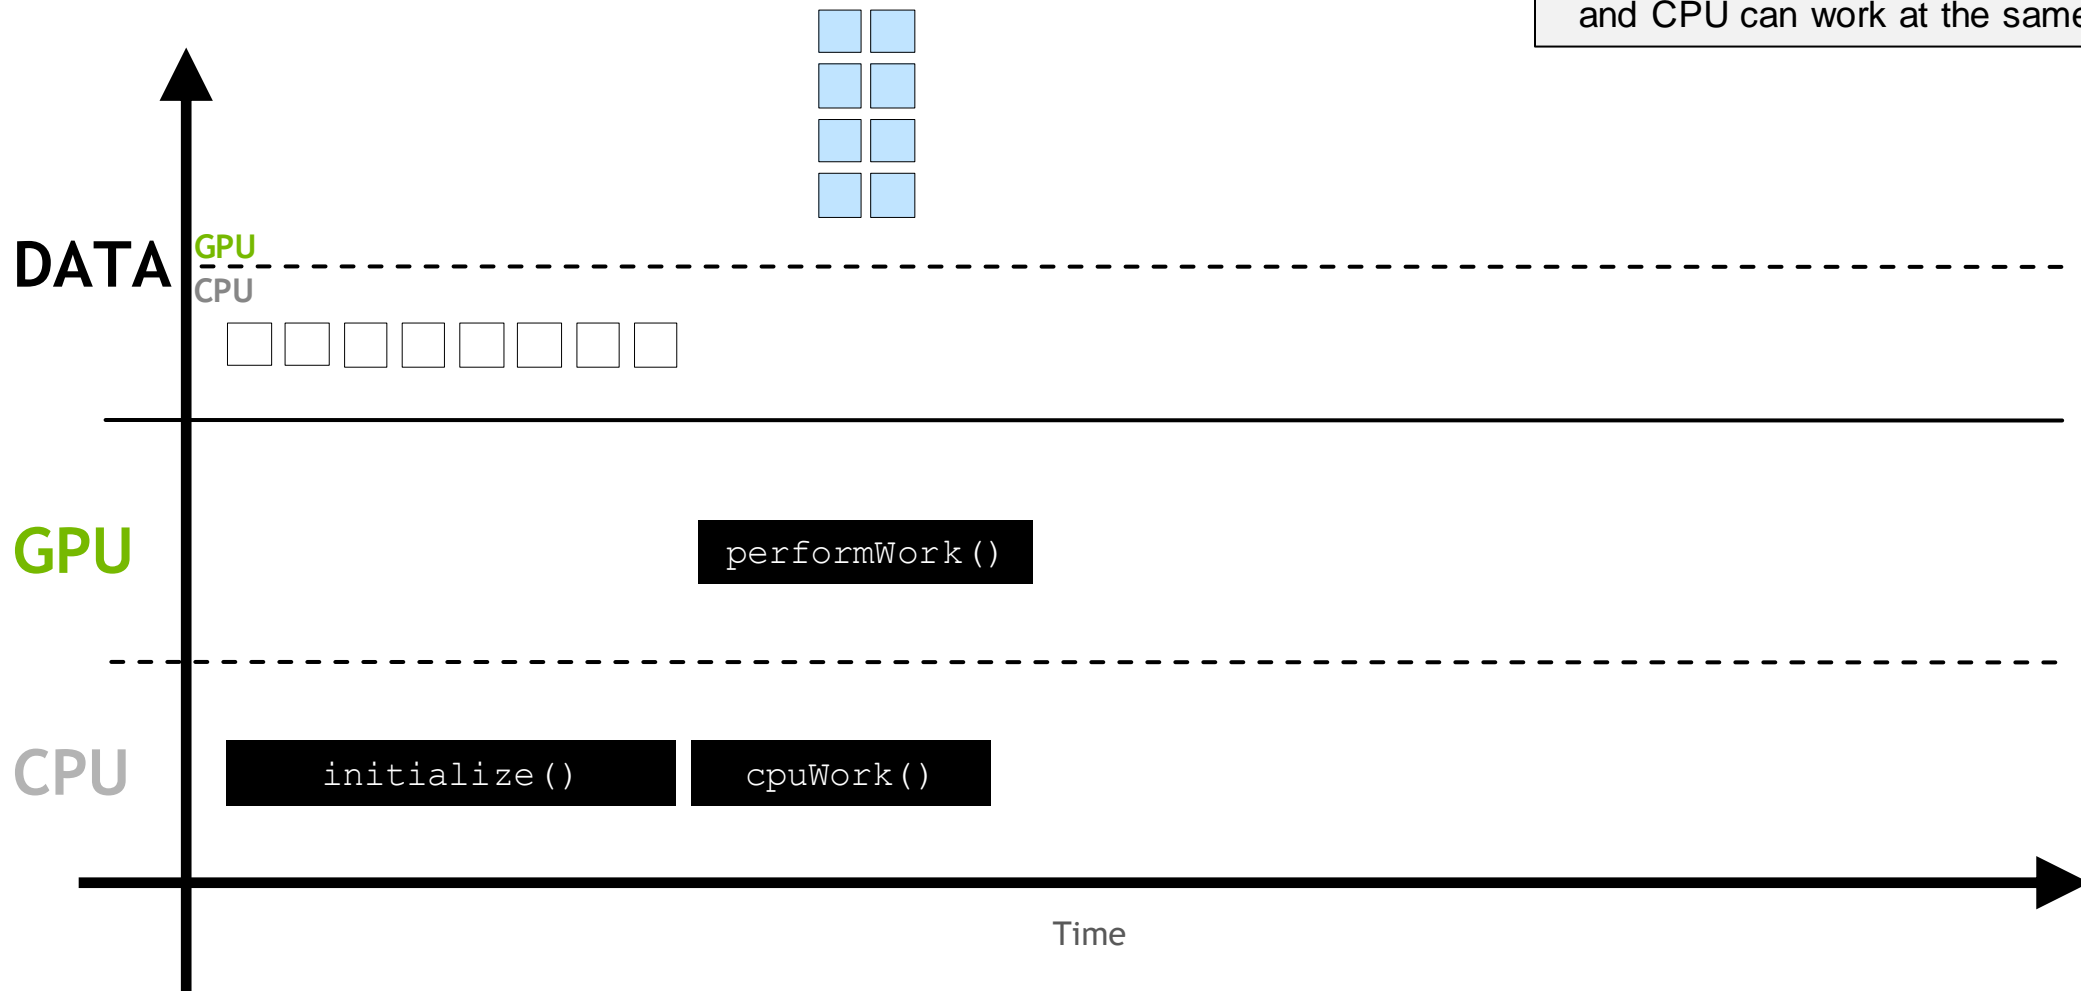 and CPU can work at the same
GPU
DATA
CPU
GPU
performWork()
CPU
initialize()
cpuWork()
Time